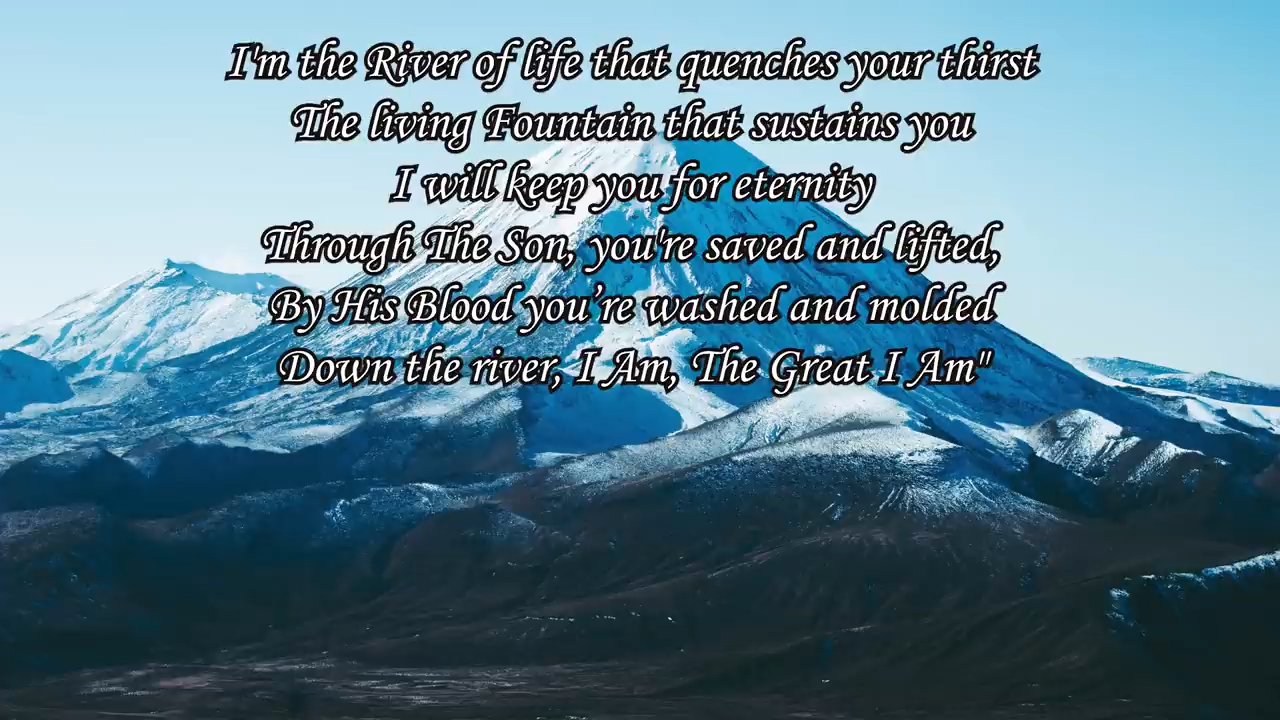 I'm the River of life that quenches your thirst
The living Fountain that sustains you
I will keep you for eternity
Through The Son, you're saved and lifted,
By His Blood you’re washed and molded
Down the river, I Am, The Great I Am"